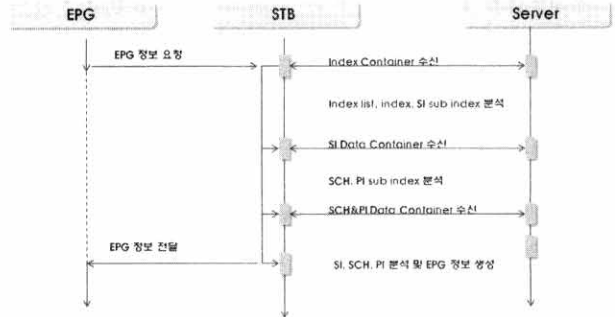 EPG STB Server
EPG 정보 요청 Index Container 수신
Index list, index, SI sub index 분석
SI Data Container 수신
SCH, PI sub index 분석
SCH&PI Data Container 수신
EPG 정보 전달
SI, SCH, PI 분석 및 EPG 정보 생성